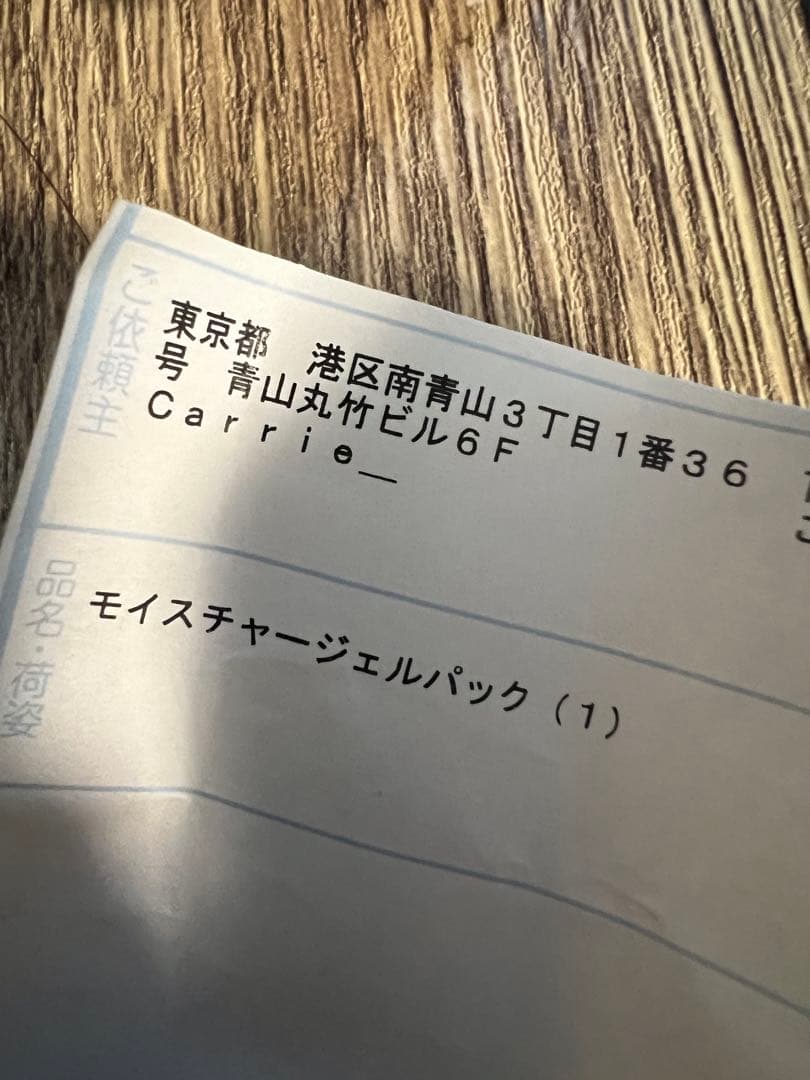 ご依頼主
東京都　港区南青山３丁目１番３６
号　青山丸竹ビル６Ｆ
Ｃａｒｒｉｅ＿
品名・荷姿
モイスチャージェルパック（１）